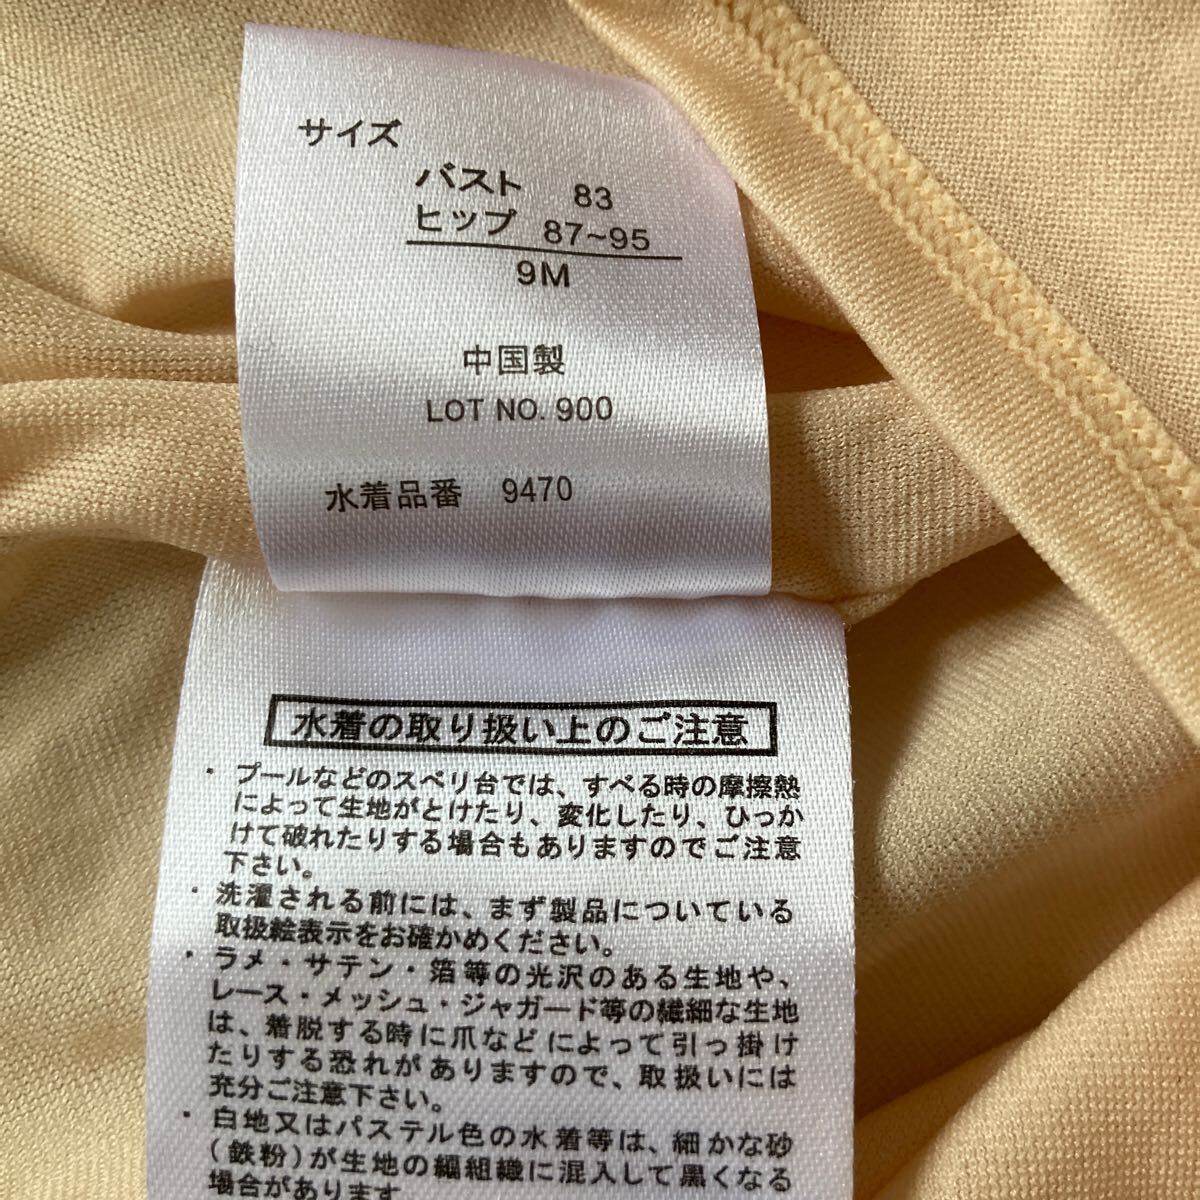 サイズ
バスト 83
ヒップ 87~95
9M
中国製
LOT NO. 900
水着品番 9470
水着の取り扱い上のご注意
・プールなどのスベリ台では、すべる時の摩擦熱
によって生地がとけたり、変化したり、ひっか
けて破れたりする場合もありますのでご注意
下さい。
・洗濯される前には、まず製品についている
取扱絵表示をお確かめください。
・ラメ・サテン・箔等の光沢のある生地や、
レース・メッシュ・ジャガード等の繊細な生地
は、着脱する時に爪などによって引っ掛け
たりする恐れがありますので、取扱いには
充分ご注意下さい。
・白地又はパステル色の水着等は、細かな砂
(鉄粉)が生地の編組織に混入して黒くなる
場合があります